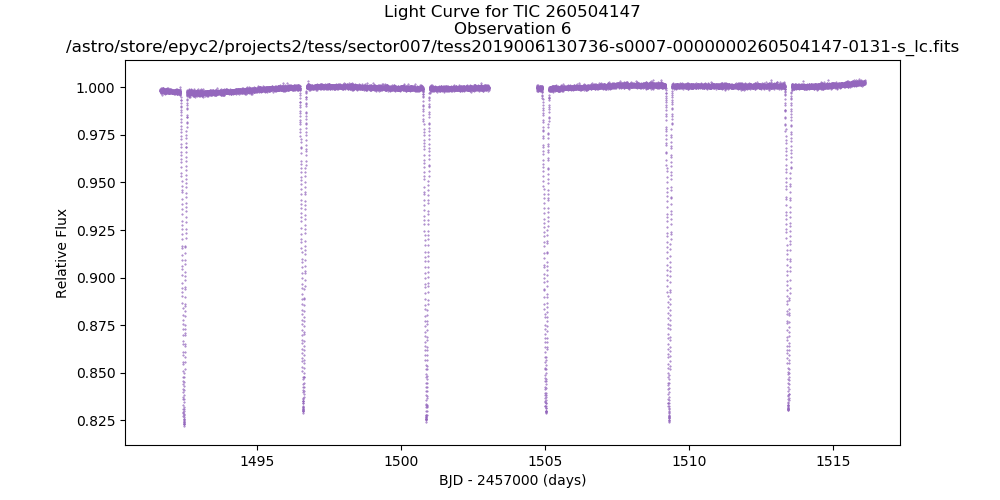 Light Curve for TIC 260504147
Observation 6
/astro/store/epyc2/projects2/tess/sector007/tess2019006130736-s0007-0000000260504147-0131-s_lc.fits
1.000
0.975
0.950
0.925
0.900
0.875
0.850
0.825
Relative Flux
1495
1500
1505
1510
1515
BJD - 2457000 (days)